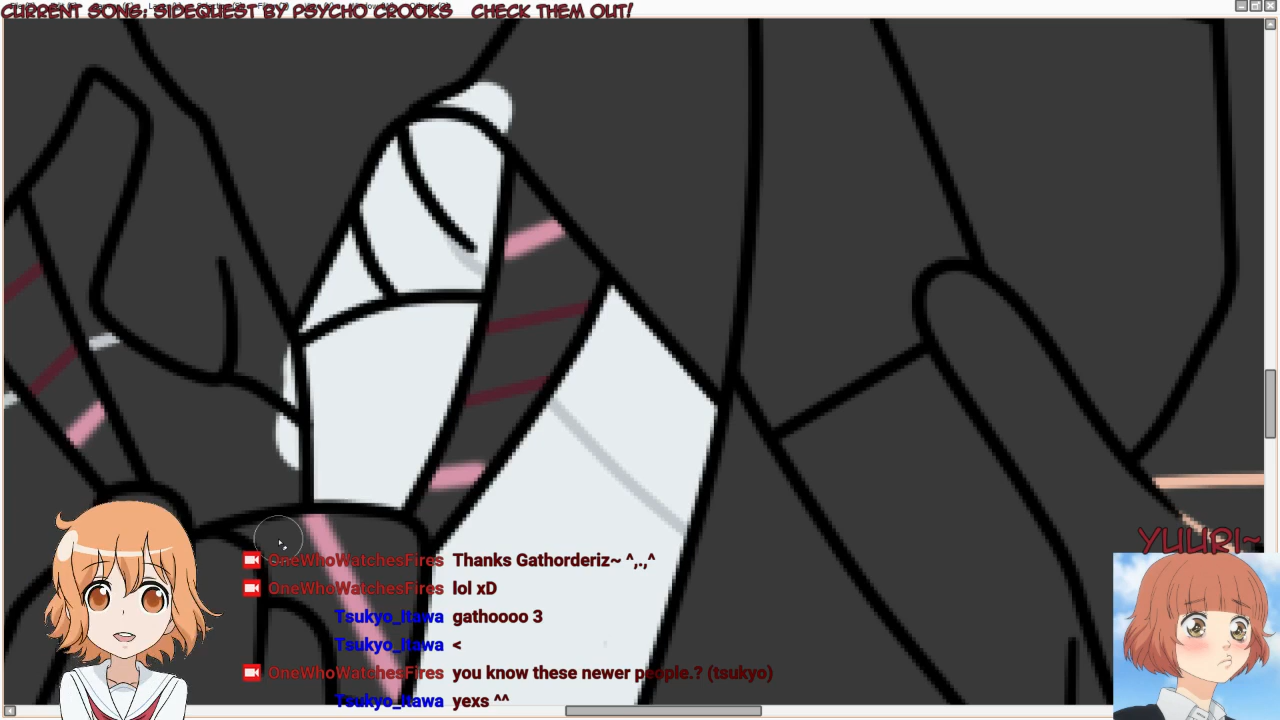 CURRENT SONG: SIDEQUEST BY PSYCHO CROOKS CHECK THEM OUT!
YUURI~
OneWhoWatchesFires Thanks Gathorderiz~ ^,.,^
OneWhoWatchesFires lol xD
Tsukyo_Itawa gathoooo 3
Tsukyo_Itawa <
OneWhoWatchesFires you know these newer people.? (tsukyo)
Tsukyo_Itawa yexs ^^